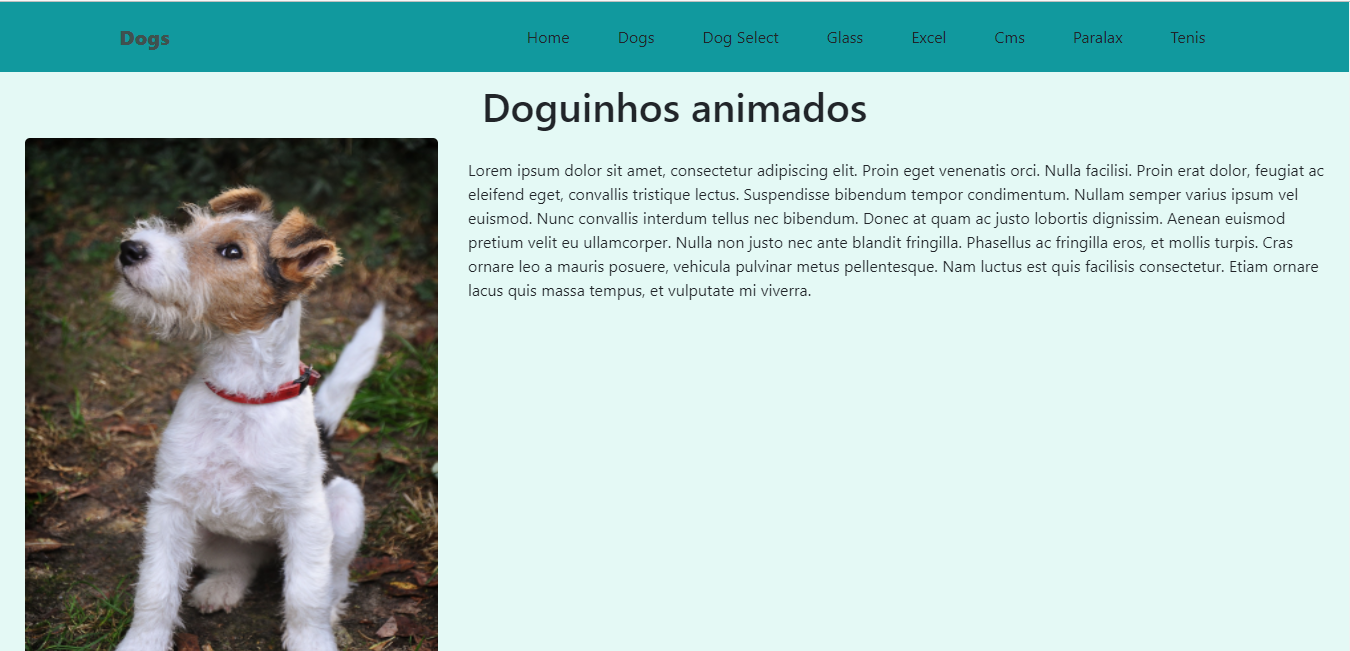 Dogs
Home Dogs Dog Select Glass Excel Cms Paralax Tenis
Doguinhos animados
Lorem ipsum dolor sit amet, consectetur adipiscing elit. Proin eget venenatis orci. Nulla facilisi. Proin erat dolor, feugiat ac
eleifend eget, convallis tristique lectus. Suspendisse bibendum tempor condimentum. Nullam semper varius ipsum vel
euismod. Nunc convallis interdum tellus nec bibendum. Donec at quam ac justo lobortis dignissim. Aenean euismod
pretium velit eu ullamcorper. Nulla non justo nec ante blandit fringilla. Phasellus ac fringilla eros, et mollis turpis. Cras
ornare leo a mauris posuere, vehicula pulvinar metus pellentesque. Nam luctus est quis facilisis consectetur. Etiam ornare
lacus quis massa tempus, et vulputate mi viverra.